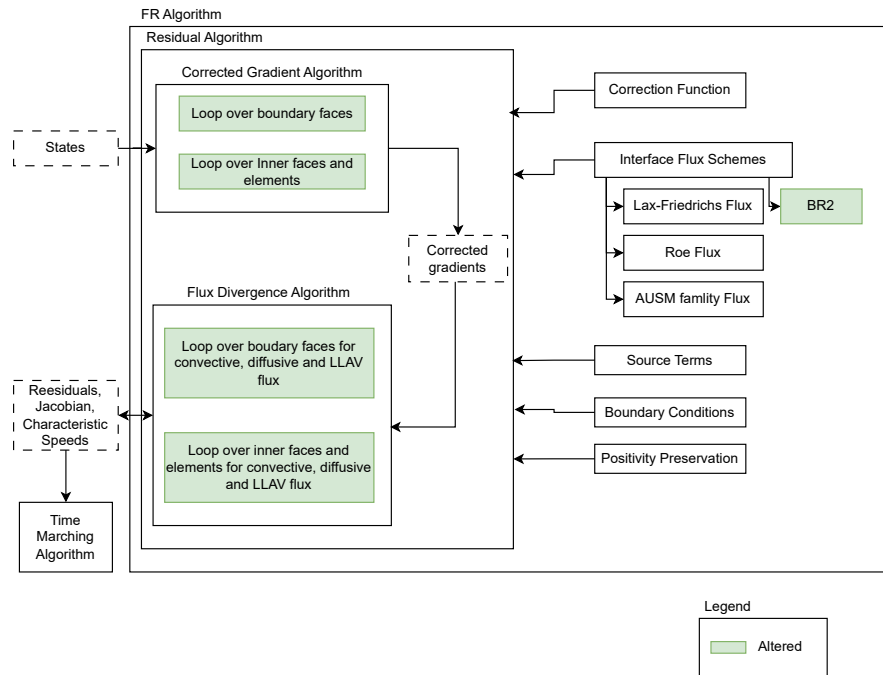 FR Algorithm
Residual Algorithm
Corrected Gradient Algorithm
Loop over boundary faces
Loop over Inner faces and
elements
States
Corrected
gradients
Flux Divergence Algorithm
Loop over boudary faces for
convective, diffusive and LLAV
flux
Loop over inner faces and
elements for convective, diffusive
and LLAV flux
Reesiduals,
Jacobian,
Characteristic
Speeds
Time
Marching
Algorithm
Correction Function
Interface Flux Schemes
Lax-Friedrichs Flux
BR2
Roe Flux
AUSM famlity Flux
Source Terms
Boundary Conditions
Positivity Preservation
Legend
Altered